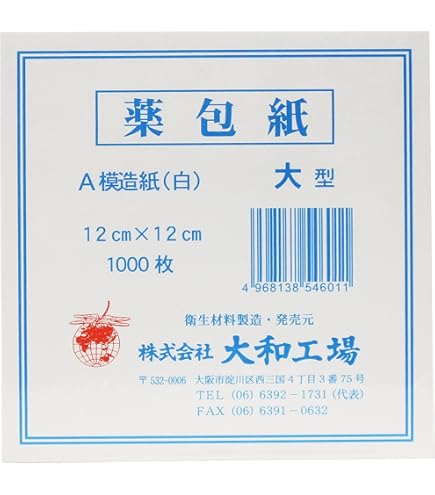 薬包紙
A模造紙(白) 大型
12cm×12cm
1000枚
4 968138 546011
衛生材料製造・発売元
株式会社 大和工場
〒532-0006 大阪市淀川区西三国4丁目3番75号
TEL (06) 6392-1731 (代表)
FAX (06) 6391-0632